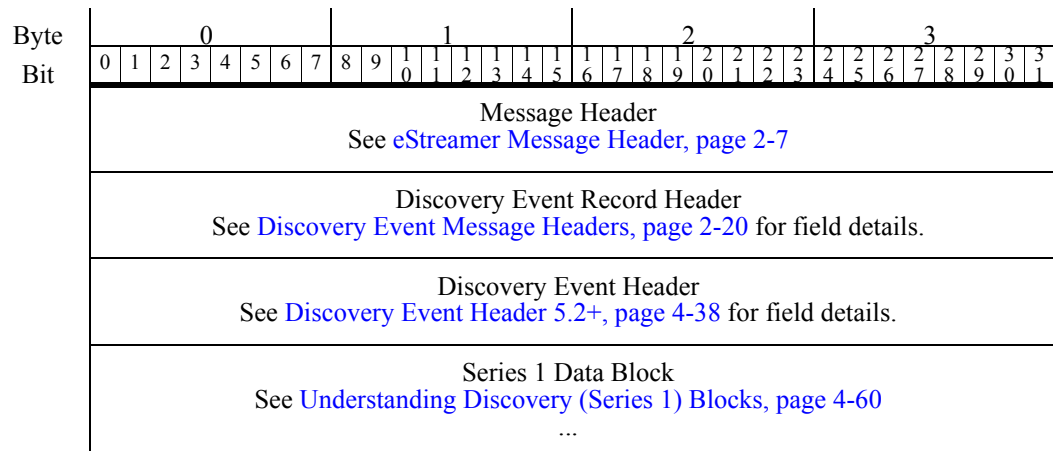 Byte 0 1 2 3
Bit 0 1 2 3 4 5 6 7 8 9 10 11 12 13 14 15 16 17 18 19 20 21 22 23 24 25 26 27 28 29 30 31
Message Header
See eStreamer Message Header, page 2-7
Discovery Event Record Header
See Discovery Event Message Headers, page 2-20 for field details.
Discovery Event Header
See Discovery Event Header 5.2+, page 4-38 for field details.
Series 1 Data Block
See Understanding Discovery (Series 1) Blocks, page 4-60
...